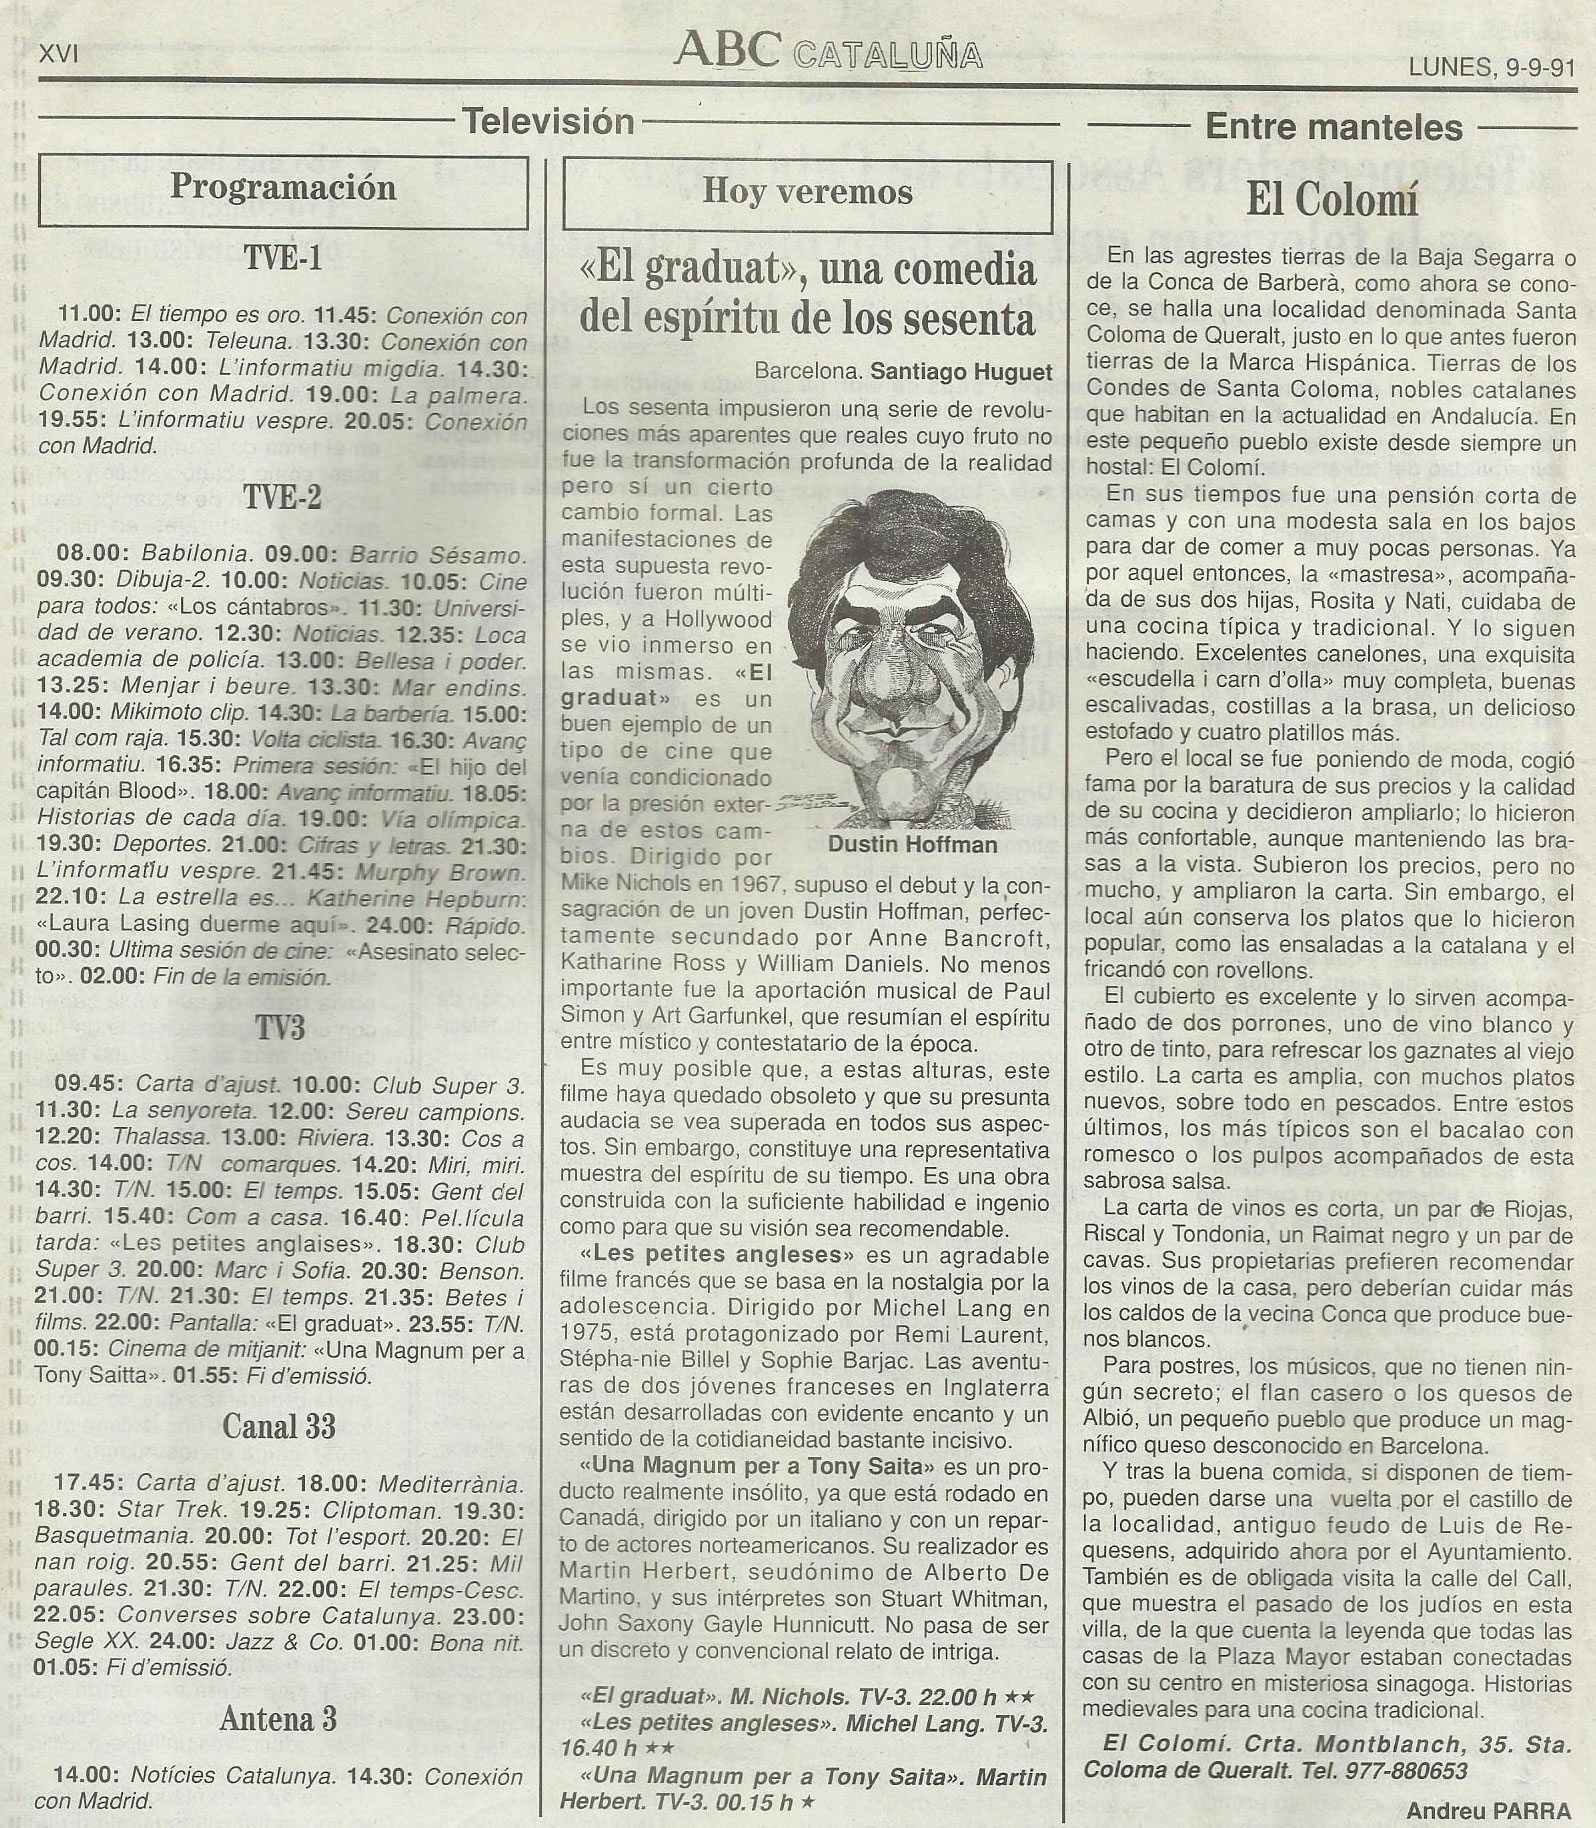 XVI
ABC CATALUÑA
LUNES, 9-9-91
Televisión
Programación
TVE-1
11.00: El tiempo es oro. 11.45: Conexión con
Madrid. 13.00: Teleuna. 13.30: Conexión con
Madrid. 14.00: L'informatiu migdia. 14.30:
Conexión con Madrid. 19.00: La palmera.
19.55: L'informatiu vespre. 20.05: Conexión
con Madrid.
TVE-2
08.00: Babilonia. 09.00: Barrio Sésamo.
09.30: Dibuja-2. 10.00: Noticias. 10.05: Cine
para todos: «Los cántabros». 11.30: Universi-
dad de verano. 12.30: Noticias. 12.35: Loca
academia de policía. 13.00: Bellesa i poder.
13.25: Menjar i beure. 13.30: Mar endins.
14.00: Mikimoto clip. 14.30: La barbería. 15.00:
Tal com raja. 15.30: Volta ciclista. 16.30: Avanç
informatiu. 16.35: Primera sesión: «El hijo del
capitán Blood». 18.00: Avanç informatiu. 18.05:
Historias de cada día. 19.00: Vía olímpica.
19.30: Deportes. 21.00: Cifras y letras. 21.30:
L'informatlu vespre. 21.45: Murphy Brown.
22.10: La estrella es... Katherine Hepburn:
«Laura Lasing duerme aquí». 24.00: Rápido.
00.30: Ultima sesión de cine: «Asesinato selec-
to». 02.00: Fin de la emisión.
TV3
09.45: Carta d'ajust. 10.00: Club Super 3.
11.30: La senyoreta. 12.00: Sereu campions.
12.20: Thalassa. 13.00: Riviera. 13.30: Cos a
cos. 14.00: T/N comarques. 14.20: Miri, miri.
14.30: T/N. 15.00: El temps. 15.05: Gent del
barri. 15.40: Com a casa. 16.40: Pel.lícula
tarda: «Les petites anglaises». 18.30: Club
Super 3. 20.00: Marc i Sofia. 20.30: Benson.
21.00: T/N. 21.30: El temps. 21.35: Betes i
films. 22.00: Pantalla: «El graduat». 23.55: T/N.
00.15: Cinema de mitjanit: «Una Magnum per a
Tony Saitta». 01.55: Fi d'emissió.
Canal 33
17.45: Carta d'ajust. 18.00: Mediterrània.
18.30: Star Trek. 19.25: Cliptoman. 19.30:
Basquetmania. 20.00: Tot l'esport. 20.20: El
nan roig. 20.55: Gent del barri. 21.25: Mil
paraules. 21.30: T/N. 22.00: El temps-Cesc.
22.05: Converses sobre Catalunya. 23.00:
Segle XX. 24.00: Jazz & Co. 01.00: Bona nit.
01.05: Fi d'emissió.
Antena 3
14.00: Notícies Catalunya. 14.30: Conexión
con Madrid.
Hoy veremos
«El graduat», una comedia
del espíritu de los sesenta
Barcelona. Santiago Huguet
Los sesenta impusieron una serie de revolu-
ciones más aparentes que reales cuyo fruto no
fue la transformación profunda de la realidad
pero sí un cierto
cambio formal. Las
manifestaciones de
esta supuesta revo-
lución fueron múlti-
ples, y a Hollywood
se vio inmerso en
las mismas. «El
graduat» es un
buen ejemplo de un
tipo de cine que
venía condicionado
por la presión exter-
na de estos cam-
bios. Dirigido por
Dustin Hoffman
Mike Nichols en 1967, supuso el debut y la con-
sagración de un joven Dustin Hoffman, perfec-
tamente secundado por Anne Bancroft,
Katharine Ross y William Daniels. No menos
importante fue la aportación musical de Paul
Simon y Art Garfunkel, que resumían el espíritu
entre místico y contestatario de la época.
Es muy posible que, a estas alturas, este
filme haya quedado obsoleto y que su presunta
audacia se vea superada en todos sus aspec-
tos. Sin embargo, constituye una representativa
muestra del espíritu de su tiempo. Es una obra
construida con la suficiente habilidad e ingenio
como para que su visión sea recomendable.
«Les petites angleses» es un agradable
filme francés que se basa en la nostalgia por la
adolescencia. Dirigido por Michel Lang en
1975, está protagonizado por Remi Laurent,
Stépha-nie Billel y Sophie Barjac. Las aventu-
ras de dos jóvenes franceses en Inglaterra
están desarrolladas con evidente encanto y un
sentido de la cotidianeidad bastante incisivo.
«Una Magnum per a Tony Saita» es un pro-
ducto realmente insólito, ya que está rodado en
Canadá, dirigido por un italiano y con un repar-
to de actores norteamericanos. Su realizador es
Martin Herbert, seudónimo de Alberto De
Martino, y sus intérpretes son Stuart Whitman,
John Saxony Gayle Hunnicutt. No pasa de ser
un discreto y convencional relato de intriga.
«El graduat». M. Nichols. TV-3. 22.00 h ★★
«Les petites angleses». Michel Lang. TV-3.
16.40 h ★★
«Una Magnum per a Tony Saita». Martin
Herbert. TV-3. 00.15 h ★
Entre manteles
El Colomí
En las agrestes tierras de la Baja Segarra o
de la Conca de Barberà, como ahora se cono-
ce, se halla una localidad denominada Santa
Coloma de Queralt, justo en lo que antes fueron
tierras de la Marca Hispánica. Tierras de los
Condes de Santa Coloma, nobles catalanes
que habitan en la actualidad en Andalucía. En
este pequeño pueblo existe desde siempre un
hostal: El Colomí.
En sus tiempos fue una pensión corta de
camas y con una modesta sala en los bajos
para dar de comer a muy pocas personas. Ya
por aquel entonces, la «mastresa», acompaña-
da de sus dos hijas, Rosita y Nati, cuidaba de
una cocina típica y tradicional. Y lo siguen
haciendo. Excelentes canelones, una exquisita
«escudella i carn d'olla» muy completa, buenas
escalivadas, costillas a la brasa, un delicioso
estofado y cuatro platillos más.
Pero el local se fue poniendo de moda, cogió
fama por la baratura de sus precios y la calidad
de su cocina y decidieron ampliarlo; lo hicieron
más confortable, aunque manteniendo las bra-
sas a la vista. Subieron los precios, pero no
mucho, y ampliaron la carta. Sin embargo, el
local aún conserva los platos que lo hicieron
popular, como las ensaladas a la catalana y el
fricandó con rovellons.
El cubierto es excelente y lo sirven acompa-
ñado de dos porrones, uno de vino blanco y
otro de tinto, para refrescar los gaznates al viejo
estilo. La carta es amplia, con muchos platos
nuevos, sobre todo en pescados. Entre estos
últimos, los más típicos son el bacalao con
romesco o los pulpos acompañados de esta
sabrosa salsa.
La carta de vinos es corta, un par de Riojas,
Riscal y Tondonia, un Raimat negro y un par de
cavas. Sus propietarias prefieren recomendar
los vinos de la casa, pero deberían cuidar más
los caldos de la vecina Conca que produce bue-
nos blancos.
Para postres, los músicos, que no tienen nin-
gún secreto; el flan casero o los quesos de
Albió, un pequeño pueblo que produce un mag-
nífico queso desconocido en Barcelona.
Y tras la buena comida, si disponen de tiem-
po, pueden darse una vuelta por el castillo de
la localidad, antiguo feudo de Luis de Re-
quesens, adquirido ahora por el Ayuntamiento.
También es de obligada visita la calle del Call,
que muestra el pasado de los judíos en esta
villa, de la que cuenta la leyenda que todas las
casas de la Plaza Mayor estaban conectadas
con su centro en misteriosa sinagoga. Historias
medievales para una cocina tradicional.
El Colomí. Crta. Montblanch, 35. Sta.
Coloma de Queralt. Tel. 977-880653
Andreu PARRA